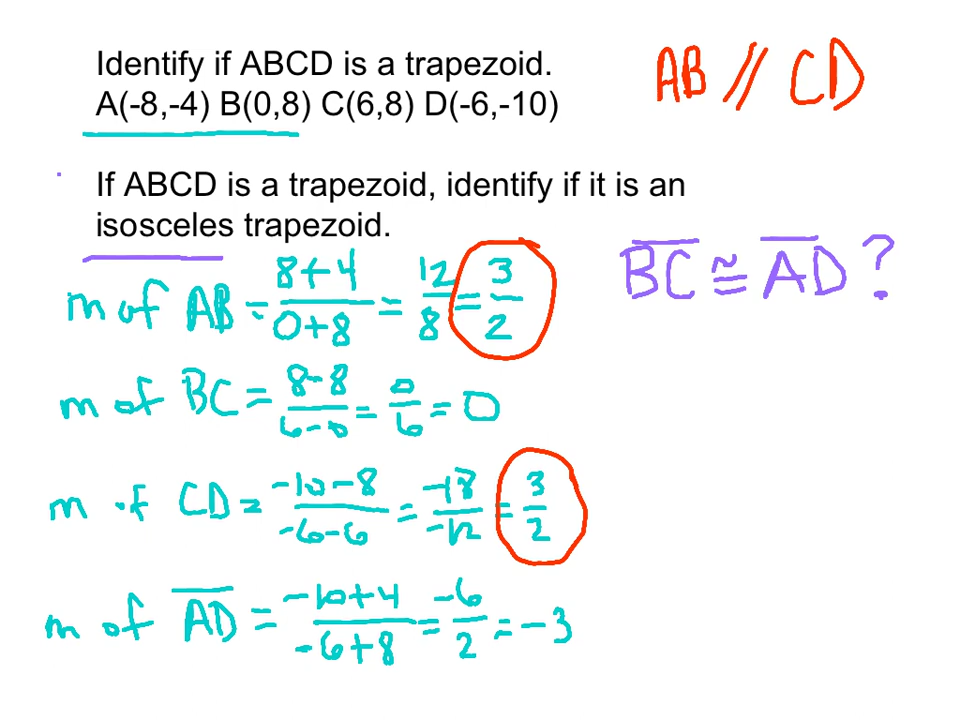 Identify if ABCD is a trapezoid.
A(-8,-4) B(0,8) C(6,8) D(-6,-10)
AB // CD
If ABCD is a trapezoid, identify if it is an
isosceles trapezoid.
BC ≅ AD ?
m of AB = 8+4/0+8 = 12/8 = 3/2
m of BC = 8-8/6-0 = 0/6 = 0
m of CD = -10-8/-6-6 = -18/-12 = 3/2
m of AD = -10+4/-6+8 = -6/2 = -3